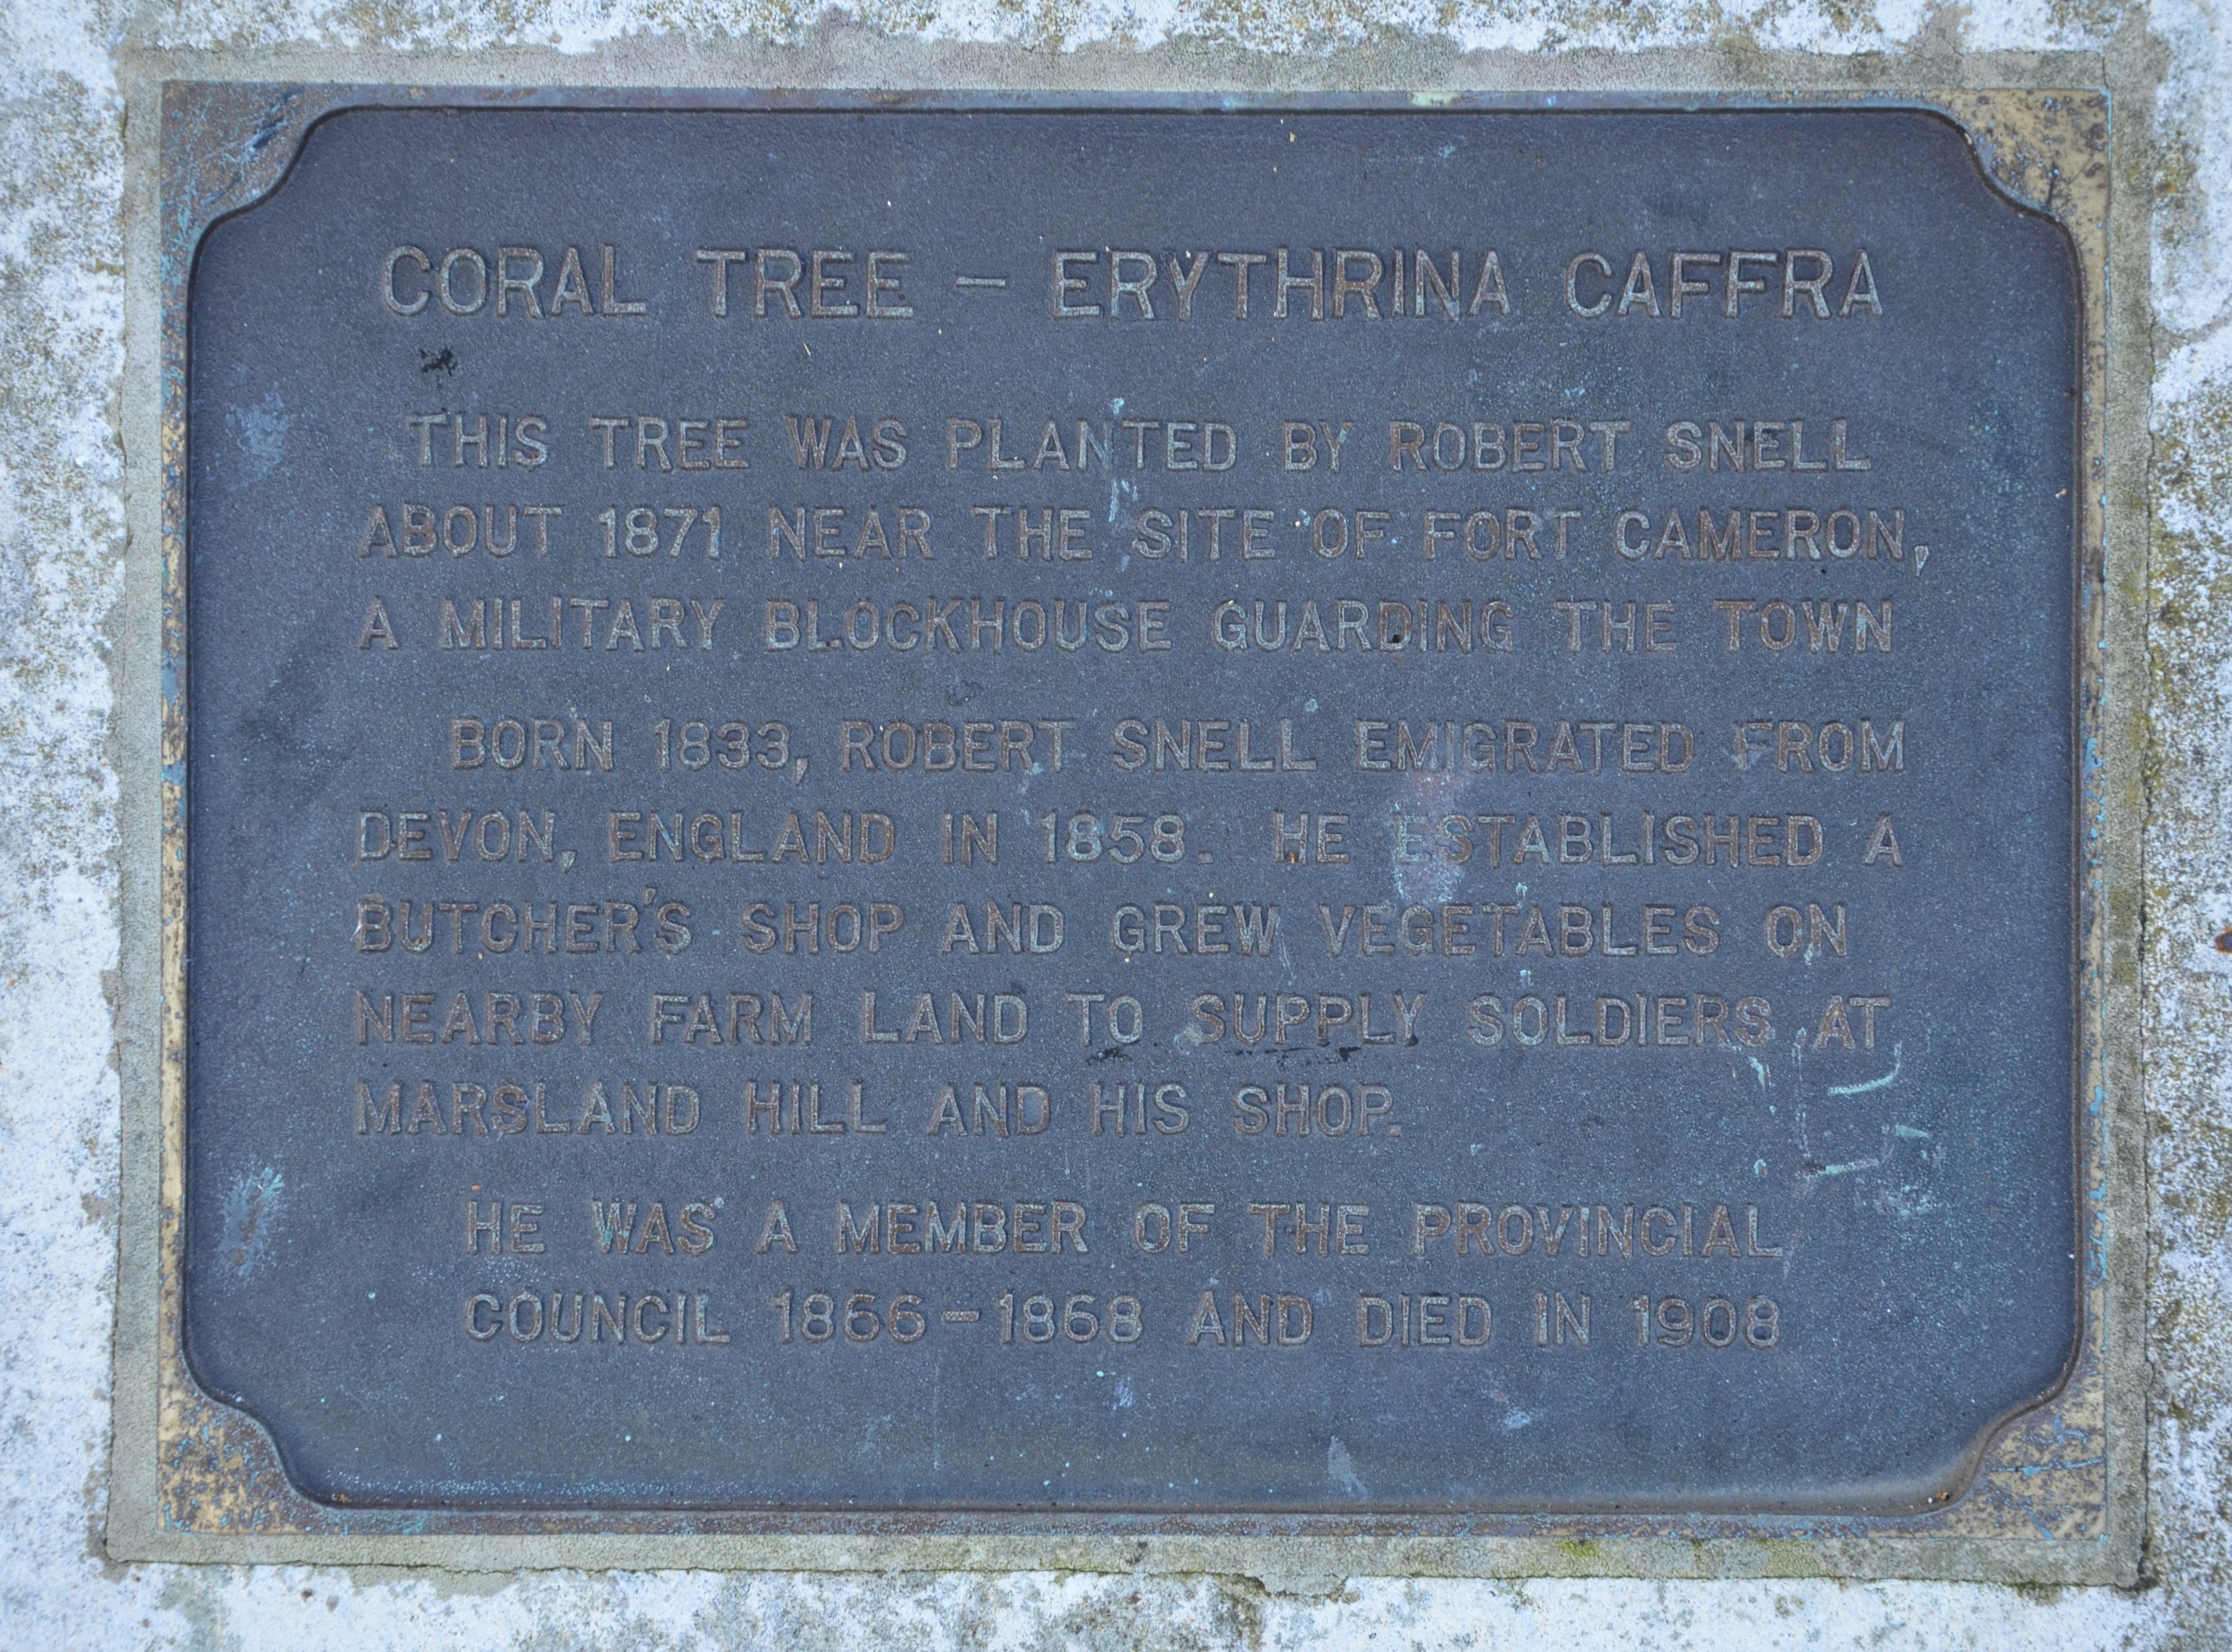 CORAL TREE – ERYTHRINA CAFFRA
THIS TREE WAS PLANTED BY ROBERT SNELL
ABOUT 1871 NEAR THE SITE OF FORT CAMERON,
A MILITARY BLOCKHOUSE GUARDING THE TOWN
BORN 1833, ROBERT SNELL EMIGRATED FROM
DEVON, ENGLAND IN 1858. HE ESTABLISHED A
BUTCHER'S SHOP AND GREW VEGETABLES ON
NEARBY FARM LAND TO SUPPLY SOLDIERS AT
MARSLAND HILL AND HIS SHOP.
HE WAS A MEMBER OF THE PROVINCIAL
COUNCIL 1866–1868 AND DIED IN 1908